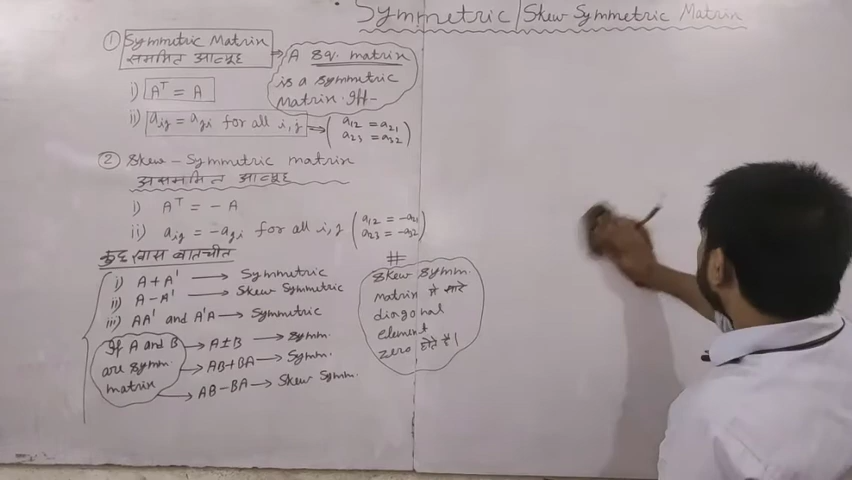 Symmetric/Skew Symmetric Matrix
① Symmetric Matrix
सममित आव्यूह
A sq. matrix
is a symmetric
Matrix. Iff-
i) Aᵀ = A
ii) aij = aji for all i, j → (a12 = a21
a23 = a32)
② Skew-Symmetric matrix
असममित आव्यूह
i) Aᵀ = -A
ii) aij = -aji for all i, j (a12 = -a21
a23 = -a32)
कुछ खास बातचीत
i) A+A' → Symmetric
ii) A-A' → Skew Symmetric
iii) AA' and A'A → Symmetric
If A and B
are symm.
matrix
→ A±B → symm.
→ AB+BA → Symm.
→ AB-BA → Skew Symm.
#
Skew symm.
matrix में सारे
diagonal
element
zero होते हैं।